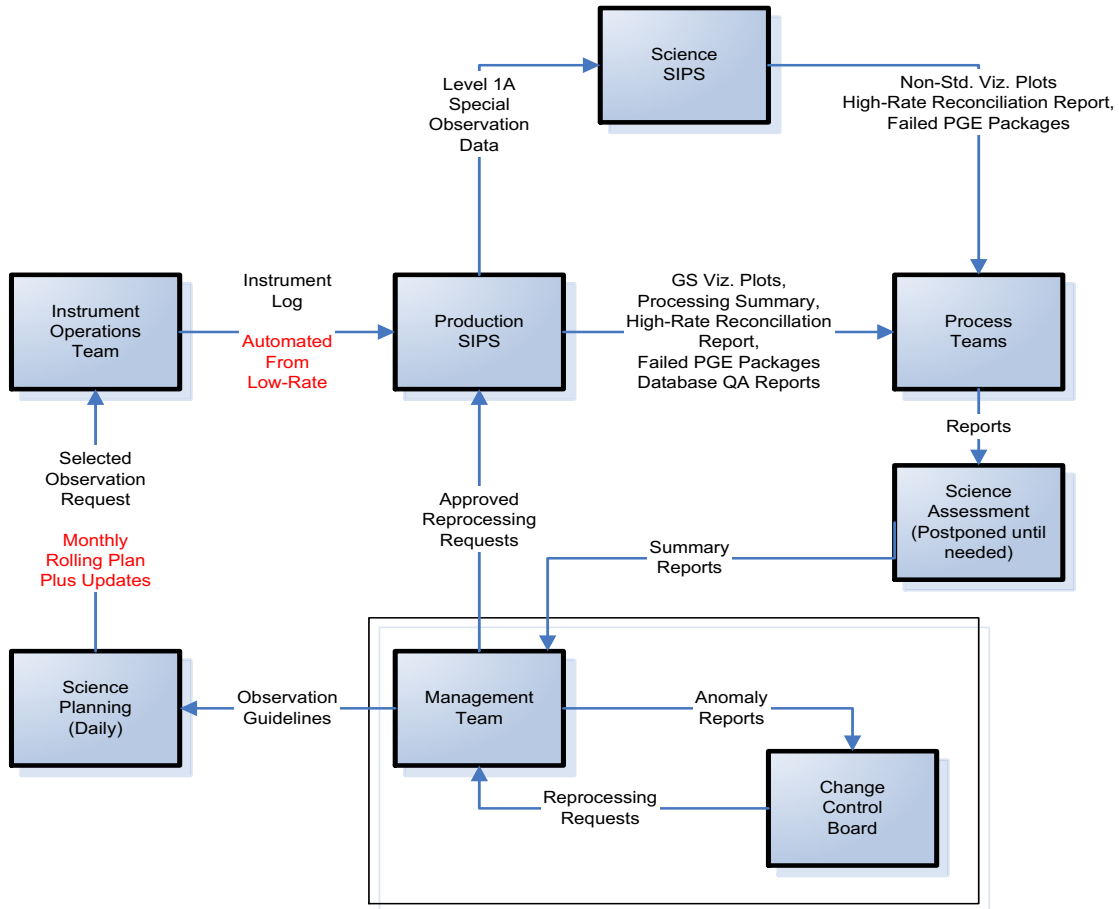 Science
SIPS
Level 1A
Special
Observation
Data
Non-Std. Viz. Plots
High-Rate Reconciliation Report,
Failed PGE Packages
Instrument
Operations
Team
Instrument
Log
Automated
From
Low-Rate
Production
SIPS
GS Viz. Plots,
Processing Summary,
High-Rate Reconcillation
Report,
Failed PGE Packages
Database QA Reports
Process
Teams
Reports
Selected
Observation
Request
Monthly
Rolling Plan
Plus Updates
Approved
Reprocessing
Requests
Science
Assessment
(Postponed until
needed)
Summary
Reports
Science
Planning
(Daily)
Observation
Guidelines
Management
Team
Anomaly
Reports
Reprocessing
Requests
Change
Control
Board